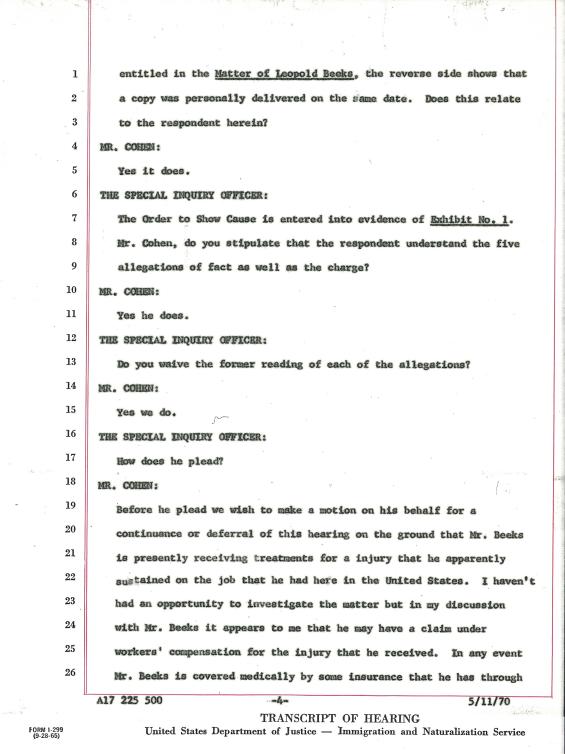 1 entitled in the Matter of Leopold Beeks, the reverse side shows that
2 a copy was personally delivered on the same date. Does this relate
3 to the respondent herein?
4 MR. COHEN:
5 Yes it does.
6 THE SPECIAL INQUIRY OFFICER:
7 The Order to Show Cause is entered into evidence of Exhibit No. 1.
8 Mr. Cohen, do you stipulate that the respondent understand the five
9 allegations of fact as well as the charge?
10 MR. COHEN:
11 Yes he does.
12 THE SPECIAL INQUIRY OFFICER:
13 Do you waive the former reading of each of the allegations?
14 MR. COHEN:
15 Yes we do.
16 THE SPECIAL INQUIRY OFFICER:
17 How does he plead?
18 MR. COHEN:
19 Before he plead we wish to make a motion on his behalf for a
20 continuance or deferral of this hearing on the ground that Mr. Beeks
21 is presently receiving treatments for a injury that he apparently
22 sustained on the job that he had here in the United States. I haven't
23 had an opportunity to investigate the matter but in my discussion
24 with Mr. Beeks it appears to me that he may have a claim under
25 workers' compensation for the injury that he received. In any event
26 Mr. Beeks is covered medically by some insurance that he has through
A17 225 500 -4- 5/11/70
TRANSCRIPT OF HEARING
FORM I-299
(9-28-65)
United States Department of Justice — Immigration and Naturalization Service